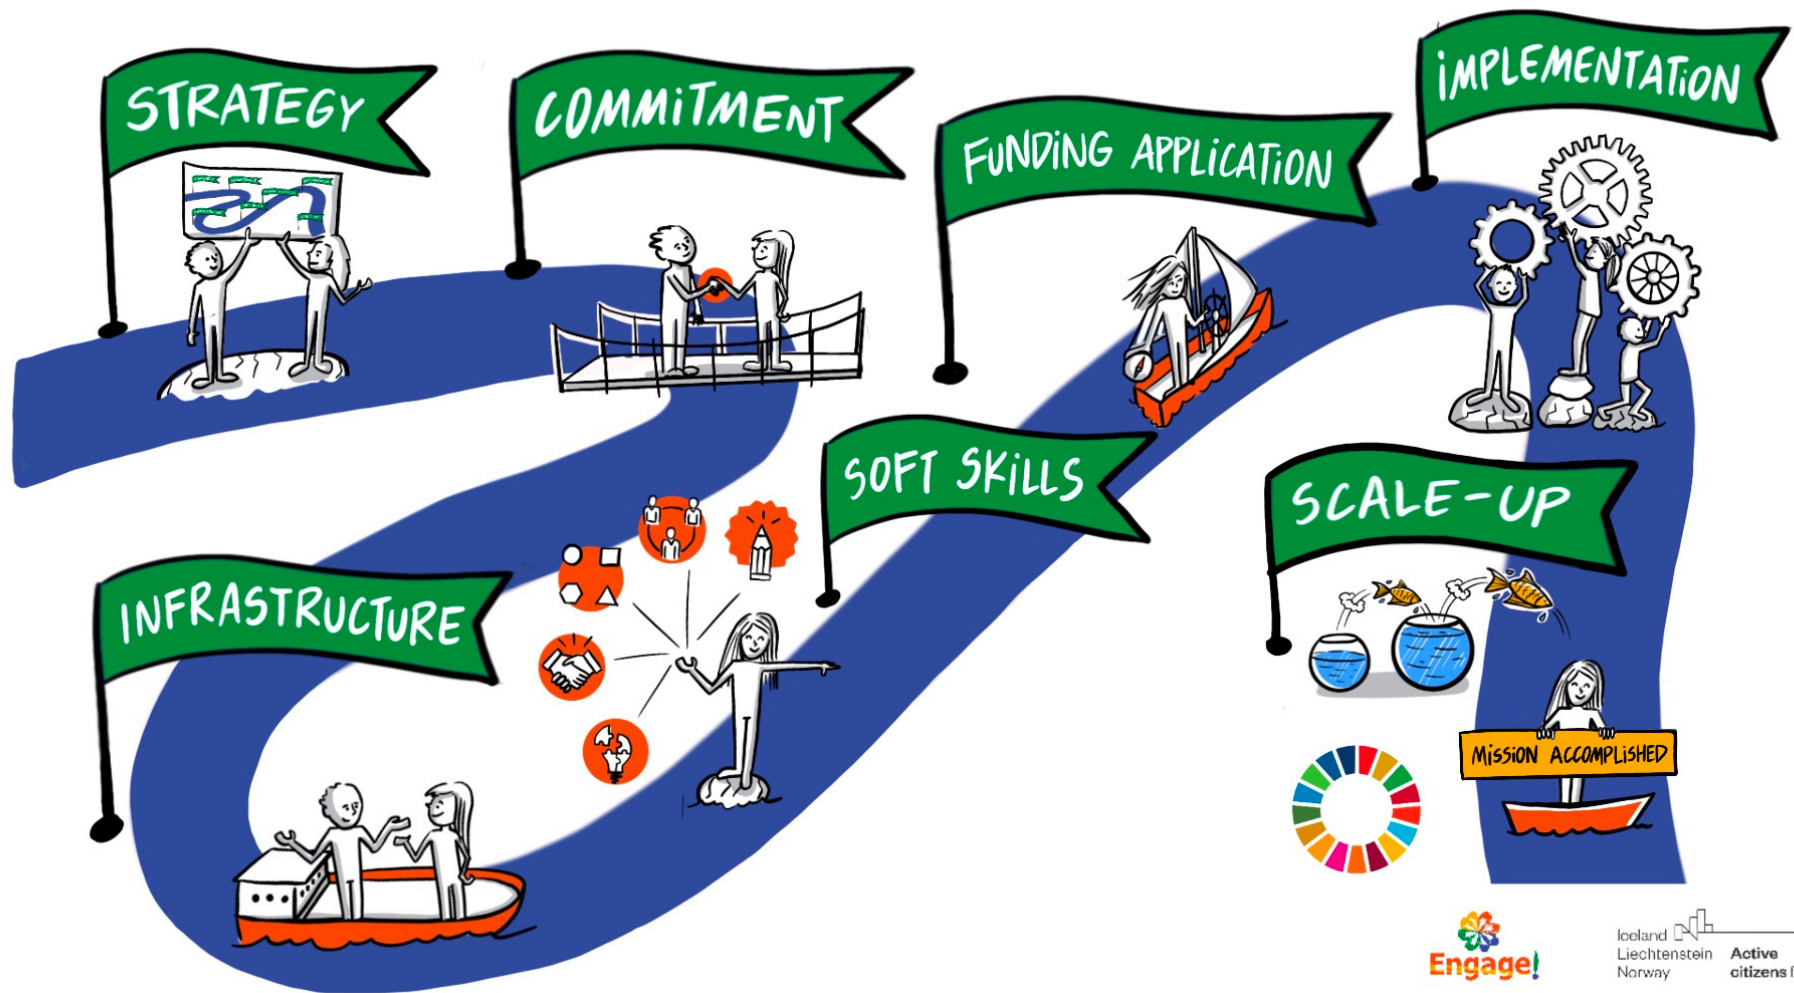 STRATEGY
COMMITMENT
FUNDING APPLICATION
IMPLEMENTATION
INFRASTRUCTURE
SOFT SKILLS
SCALE-UP
MISSION ACCOMPLISHED
Engage!
Iceland
Liechtenstein
Norway
Active
citizens